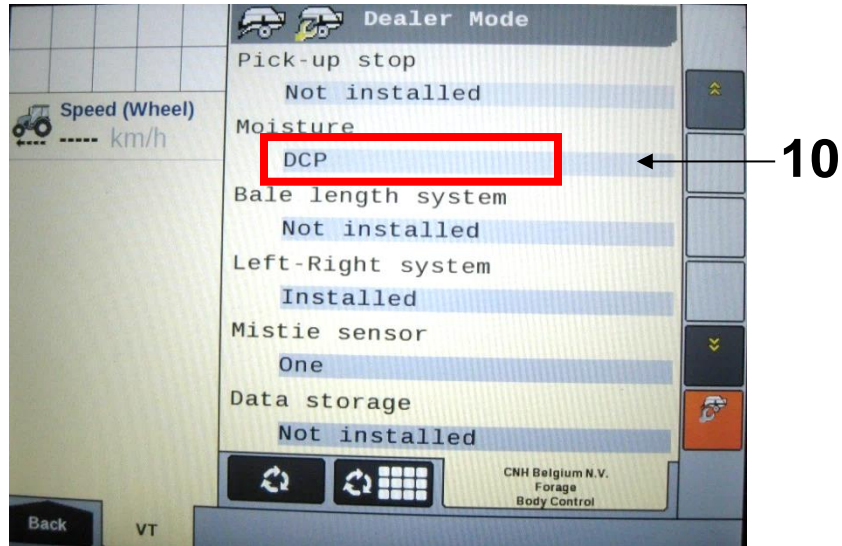 Dealer Mode
Pick-up stop
Not installed
Speed (Wheel)
----- km/h
Moisture
DCP
10
Bale length system
Not installed
Left-Right system
Installed
Mistie sensor
One
Data storage
Not installed
CNH Belgium N.V.
Forage
Body Control
Back
VT